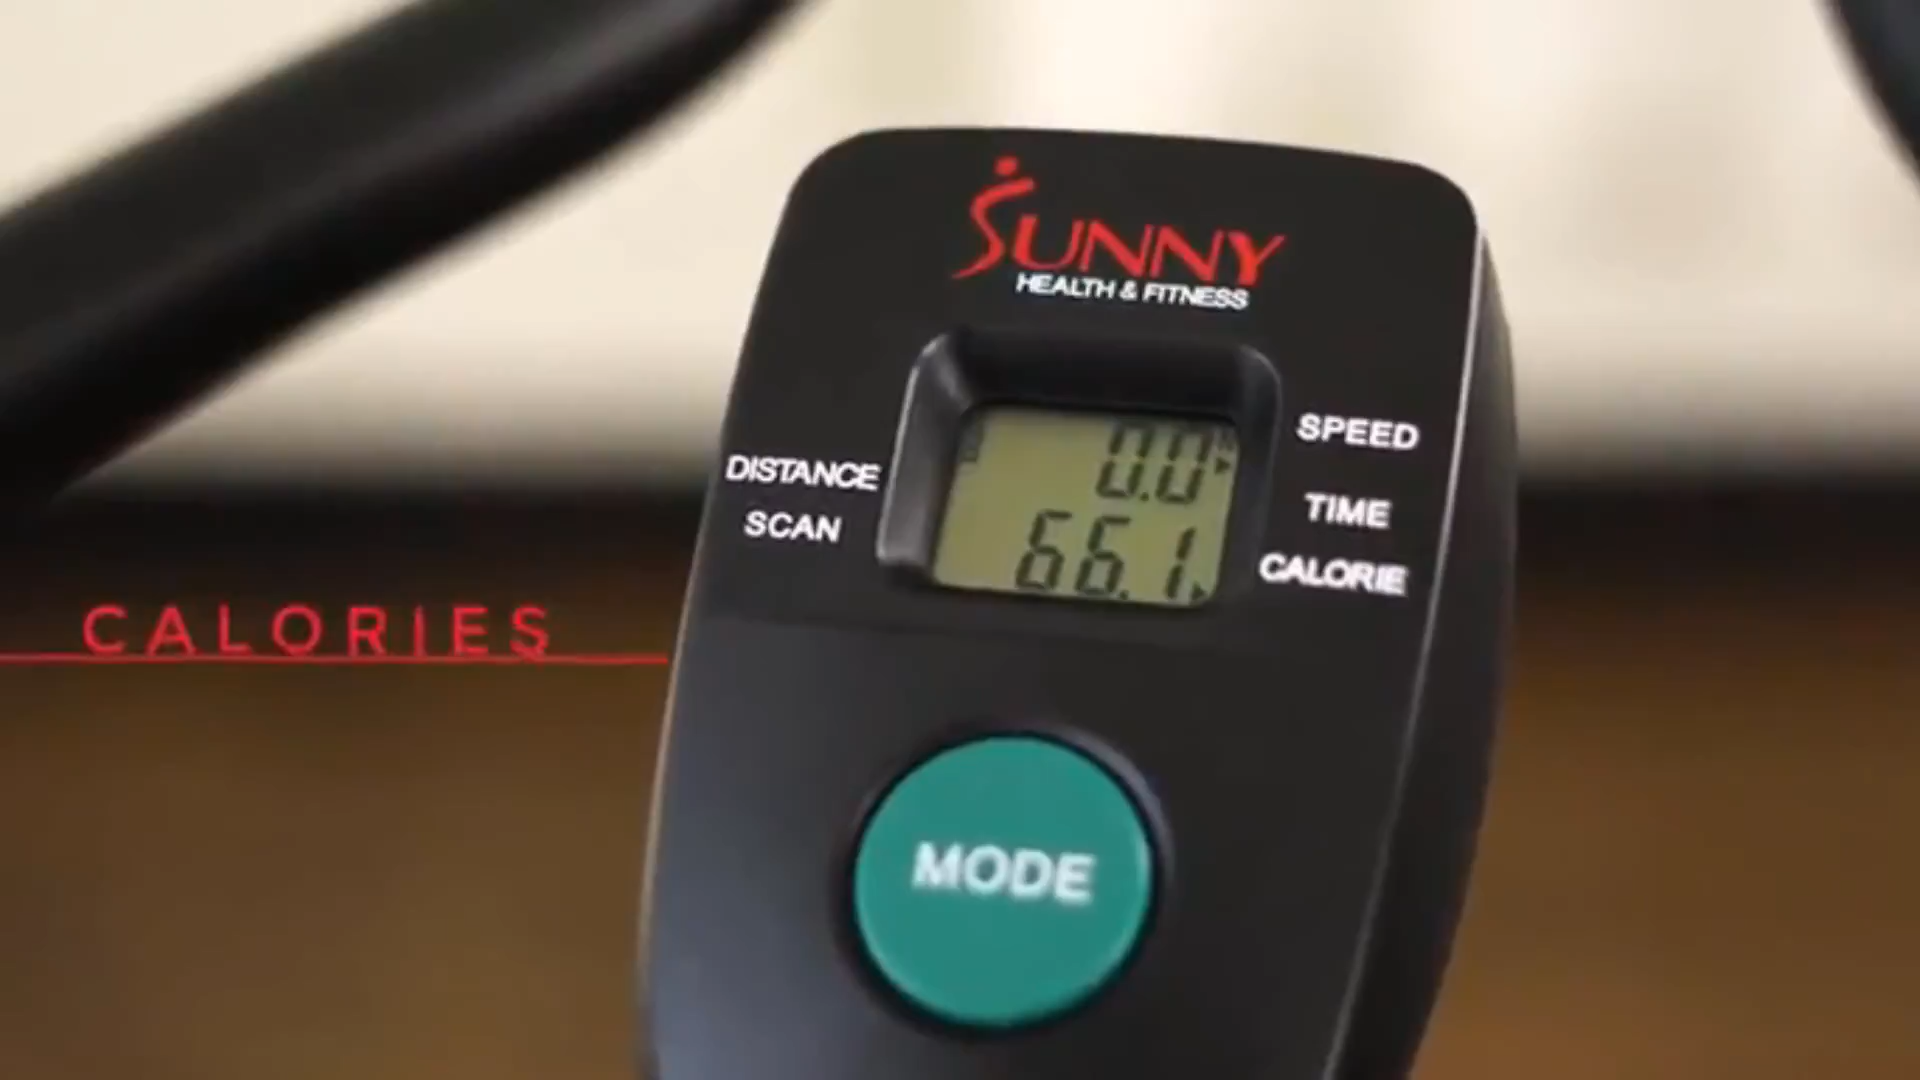 SUNNY
HEALTH & FITNESS
0.0
66.1
DISTANCE
SCAN
SPEED
TIME
CALORIE
CALORIES
MODE